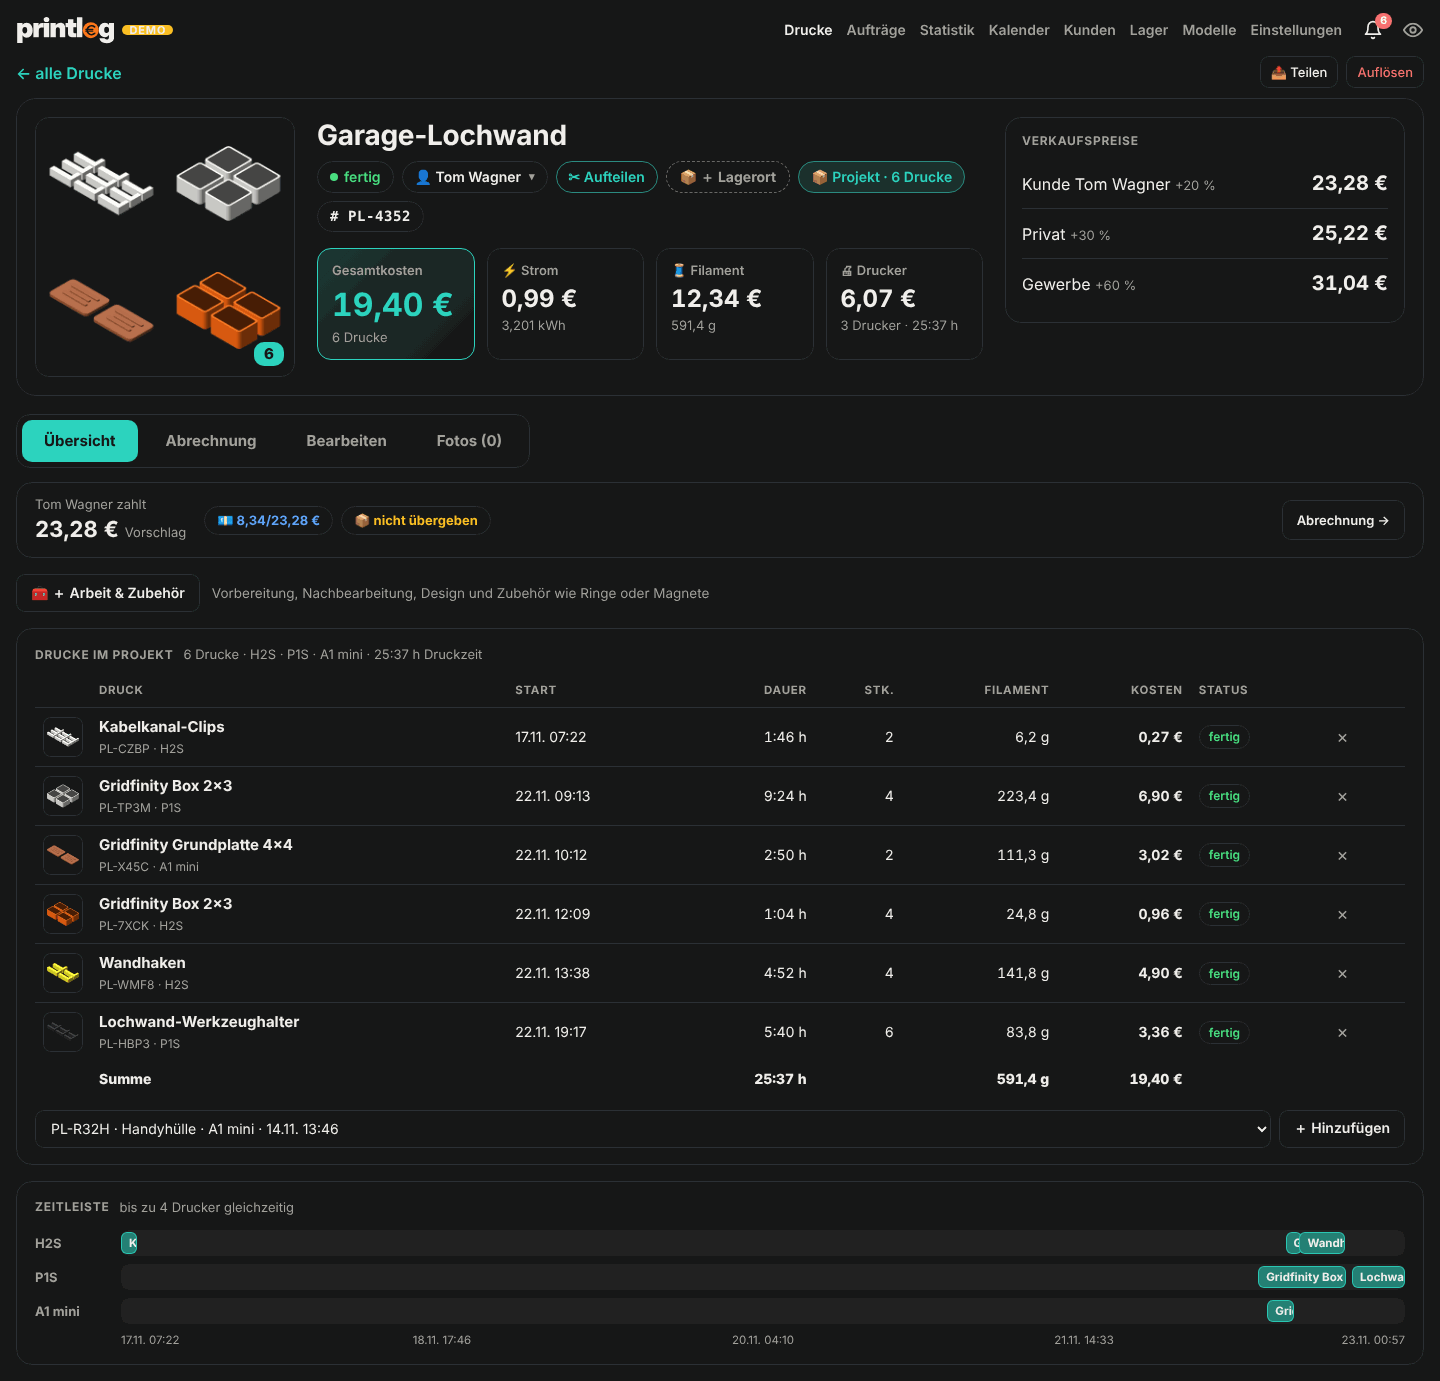 printlog DEMO
Drucke Aufträge Statistik Kalender Kunden Lager Modelle Einstellungen 6
← alle Drucke
Teilen Auflösen
Garage-Lochwand
fertig Tom Wagner ▾ Aufteilen + Lagerort Projekt · 6 Drucke
# PL-4352
6
Gesamtkosten
19,40 €
6 Drucke
Strom
0,99 €
3,201 kWh
Filament
12,34 €
591,4 g
Drucker
6,07 €
3 Drucker · 25:37 h
VERKAUFSPREISE
Kunde Tom Wagner +20 % 23,28 €
Privat +30 % 25,22 €
Gewerbe +60 % 31,04 €
Übersicht Abrechnung Bearbeiten Fotos (0)
Tom Wagner zahlt
23,28 € Vorschlag
8,34/23,28 € nicht übergeben
Abrechnung →
+ Arbeit & Zubehör Vorbereitung, Nachbearbeitung, Design und Zubehör wie Ringe oder Magnete
DRUCKE IM PROJEKT 6 Drucke · H2S · P1S · A1 mini · 25:37 h Druckzeit
DRUCK START DAUER STK. FILAMENT KOSTEN STATUS
Kabelkanal-Clips 17.11. 07:22 1:46 h 2 6,2 g 0,27 € fertig ×
PL-CZBP · H2S
Gridfinity Box 2×3 22.11. 09:13 9:24 h 4 223,4 g 6,90 € fertig ×
PL-TP3M · P1S
Gridfinity Grundplatte 4×4 22.11. 10:12 2:50 h 2 111,3 g 3,02 € fertig ×
PL-X45C · A1 mini
Gridfinity Box 2×3 22.11. 12:09 1:04 h 4 24,8 g 0,96 € fertig ×
PL-7XCK · H2S
Wandhaken 22.11. 13:38 4:52 h 4 141,8 g 4,90 € fertig ×
PL-WMF8 · H2S
Lochwand-Werkzeughalter 22.11. 19:17 5:40 h 6 83,8 g 3,36 € fertig ×
PL-HBP3 · P1S
Summe 25:37 h 591,4 g 19,40 €
PL-R32H · Handyhülle · A1 mini · 14.11. 13:46 + Hinzufügen
ZEITLEISTE bis zu 4 Drucker gleichzeitig
H2S K G Wandh
P1S Gridfinity Box Lochwa
A1 mini Gri
17.11. 07:22 18.11. 17:46 20.11. 04:10 21.11. 14:33 23.11. 00:57